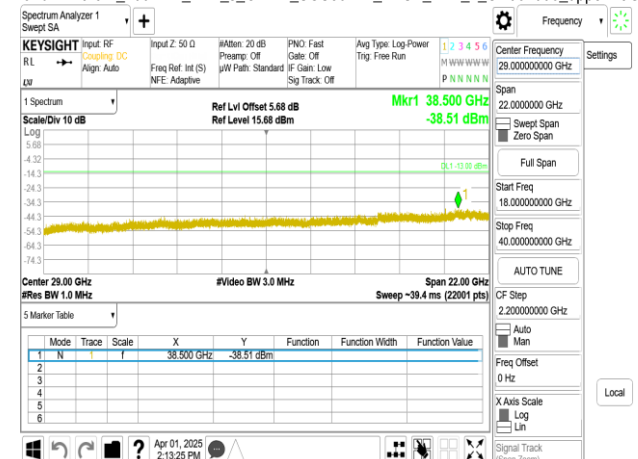 Spectrum Analyzer 1
Swept SA
Frequency
KEYSIGHT
RL
Input: RF
Coupling: DC
Align: Auto
Input Z: 50 Ω
Freq Ref: Int (S)
NFE: Adaptive
#Atten: 20 dB
Preamp: Off
µW Path: Standard
PNO: Fast
Gate: Off
IF Gain: Low
Sig Track: Off
Avg Type: Log-Power
Trig: Free Run
1 2 3 4 5 6
M W W W W W
P N N N N N
1 Spectrum
Scale/Div 10 dB
Ref Lvl Offset 5.68 dB
Ref Level 15.68 dBm
Mkr1 38.500 GHz
-38.51 dBm
Log
5.68
-4.32
-14.3
-24.3
-34.3
-44.3
-54.3
-64.3
DL1 -13.00 dBm
1
Center 29.00 GHz
#Res BW 1.0 MHz
#Video BW 3.0 MHz
Span 22.00 GHz
Sweep ~39.4 ms (22001 pts)
5 Marker Table
Mode Trace Scale X Y Function Function Width Function Value
1 N 1 f 38.500 GHz -38.51 dBm
2
3
4
5
6
Apr 01, 2025
2:13:25 PM
Center Frequency
29.000000000 GHz
Settings
Span
22.0000000 GHz
Swept Span
Zero Span
Full Span
Start Freq
18.000000000 GHz
Stop Freq
40.000000000 GHz
AUTO TUNE
CF Step
2.200000000 GHz
Auto
Man
Freq Offset
0 Hz
X Axis Scale
Log
Lin
Local
Signal Track
(Span Zoom)